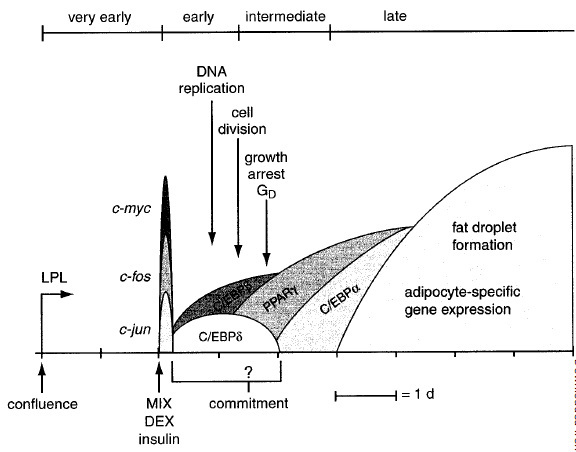 very early
early
intermediate
late
DNA
replication
cell
division
growth
arrest
G_D
c-myc
c-fos
c-jun
LPL
C/EBPβ
PPARγ
C/EBPα
C/EBPδ
fat droplet
formation
adipocyte-specific
gene expression
?
confluence
MIX
DEX
insulin
commitment
= 1 d